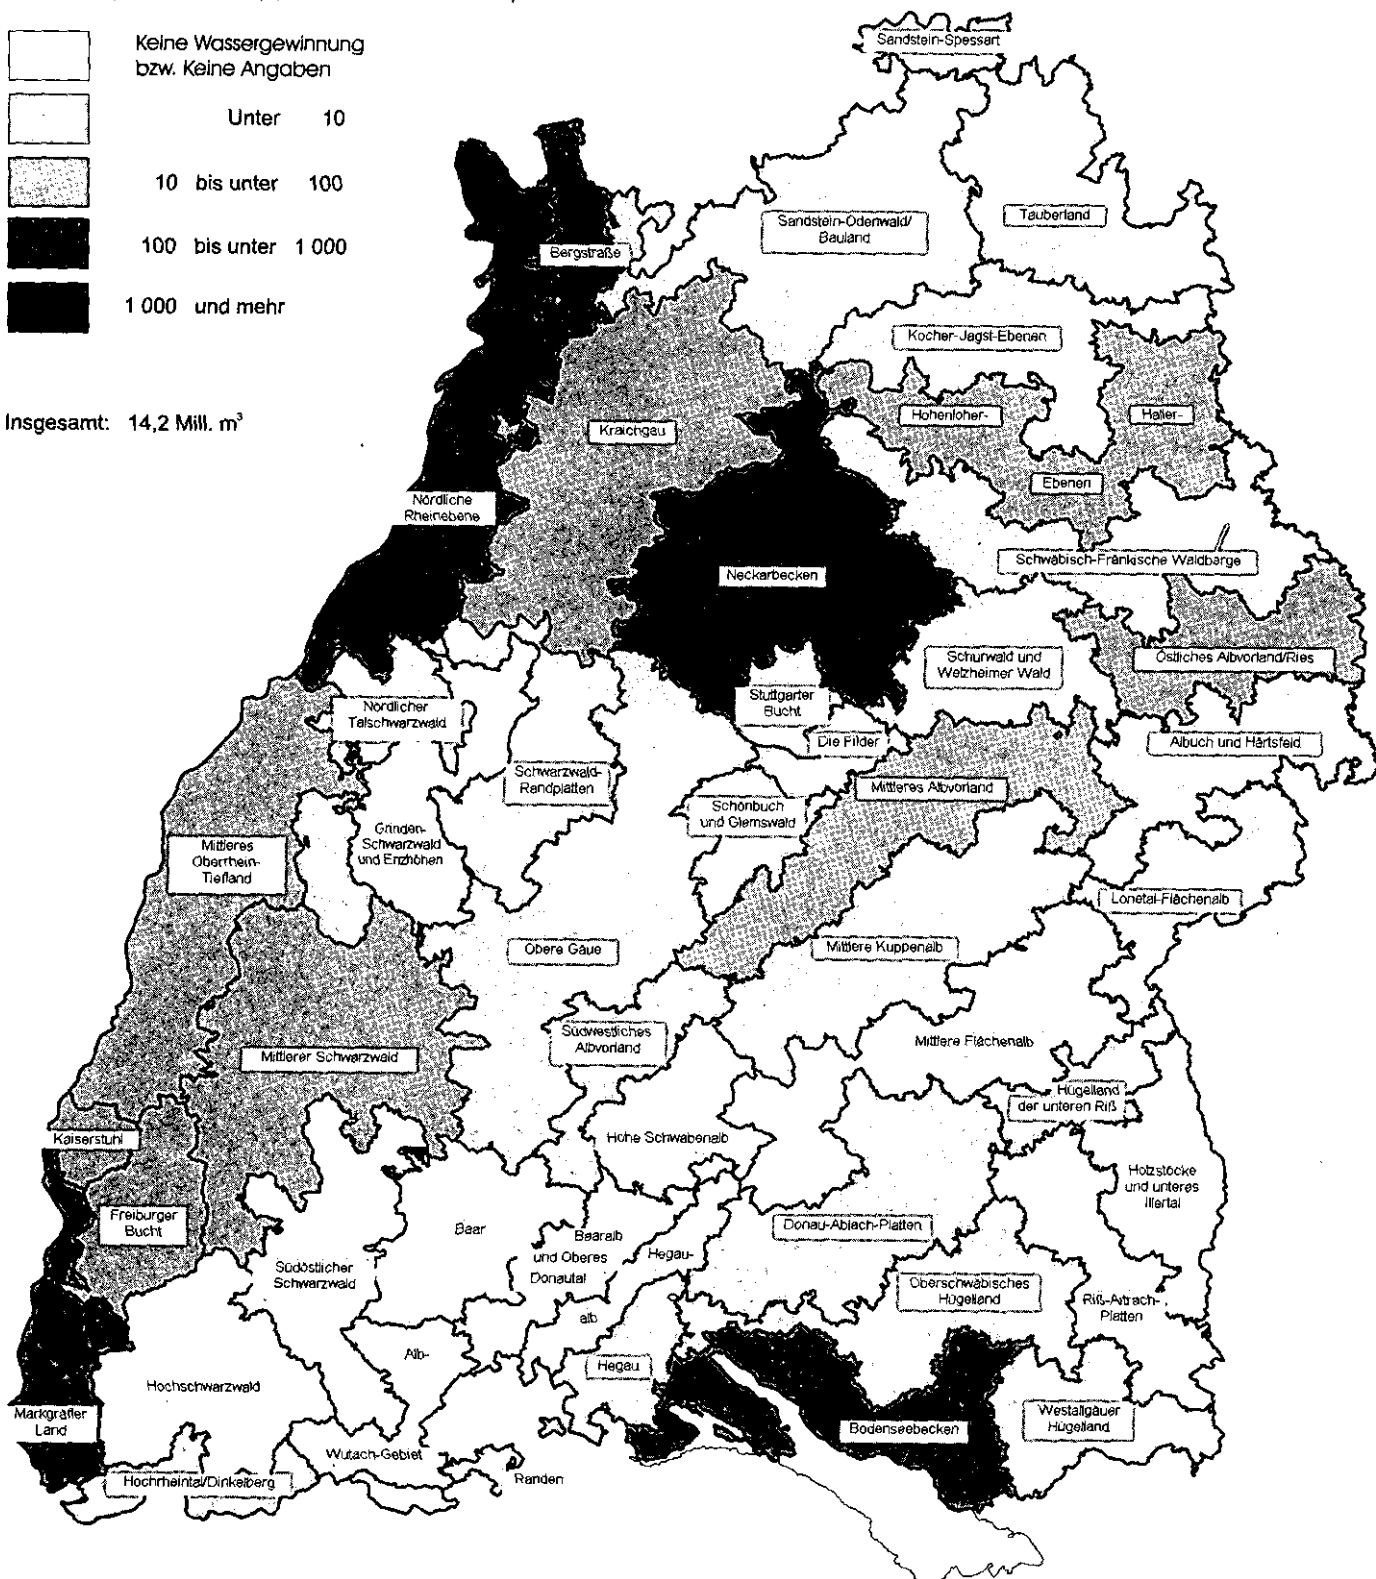 Keine Wassergewinnung
bzw. Keine Angaben
Unter 10
10 bis unter 100
100 bis unter 1 000
1 000 und mehr
Insgesamt: 14,2 Mill. m³
Sandstein-Spessart
Sandstein-Odenwald/
Bauland
Tauberland
Bergstraße
Kocher-Jagst-Ebenen
Hohenloher-
Haller-
Ebenen
Kraichgau
Nördliche
Rheinebene
Neckarbecken
Schwäbisch-Fränkische Waldberge
Schurwald und
Welzheimer Wald
Östliches Albvorland/Ries
Stuttgarter
Bucht
Nördlicher
Talschwarzwald
Die Filder
Albuch und Härtsfeld
Schwarzwald-
Randplatten
Mittleres Albvorland
Schönbuch
und Glemswald
Grinden-
Schwarzwald
und Enzhöhen
Mittleres
Oberrhein-
Tiefland
Lonetal-Flächenalb
Obere Gäue
Mittlere Kuppenalb
Südwestliches
Albvorland
Mittlere Flächenalb
Mittlerer Schwarzwald
Hügelland
der unteren Riß
Kaiserstuhl
Hohe Schwabenalb
Holzstöcke
und unteres
Illertal
Freiburger
Bucht
Baar
Baaralb
und Oberes
Donautal
Hegau-
alb
Donau-Ablach-Platten
Südöstlicher
Schwarzwald
Oberschwäbisches
Hügelland
Riß-Aitrach-
Platten
Alb-
Hegau
Hochschwarzwald
Markgräfler
Land
Bodenseebecken
Westallgäuer
Hügelland
Wutach-Gebiet
Hochrheintal/Dinkelberg
Randen